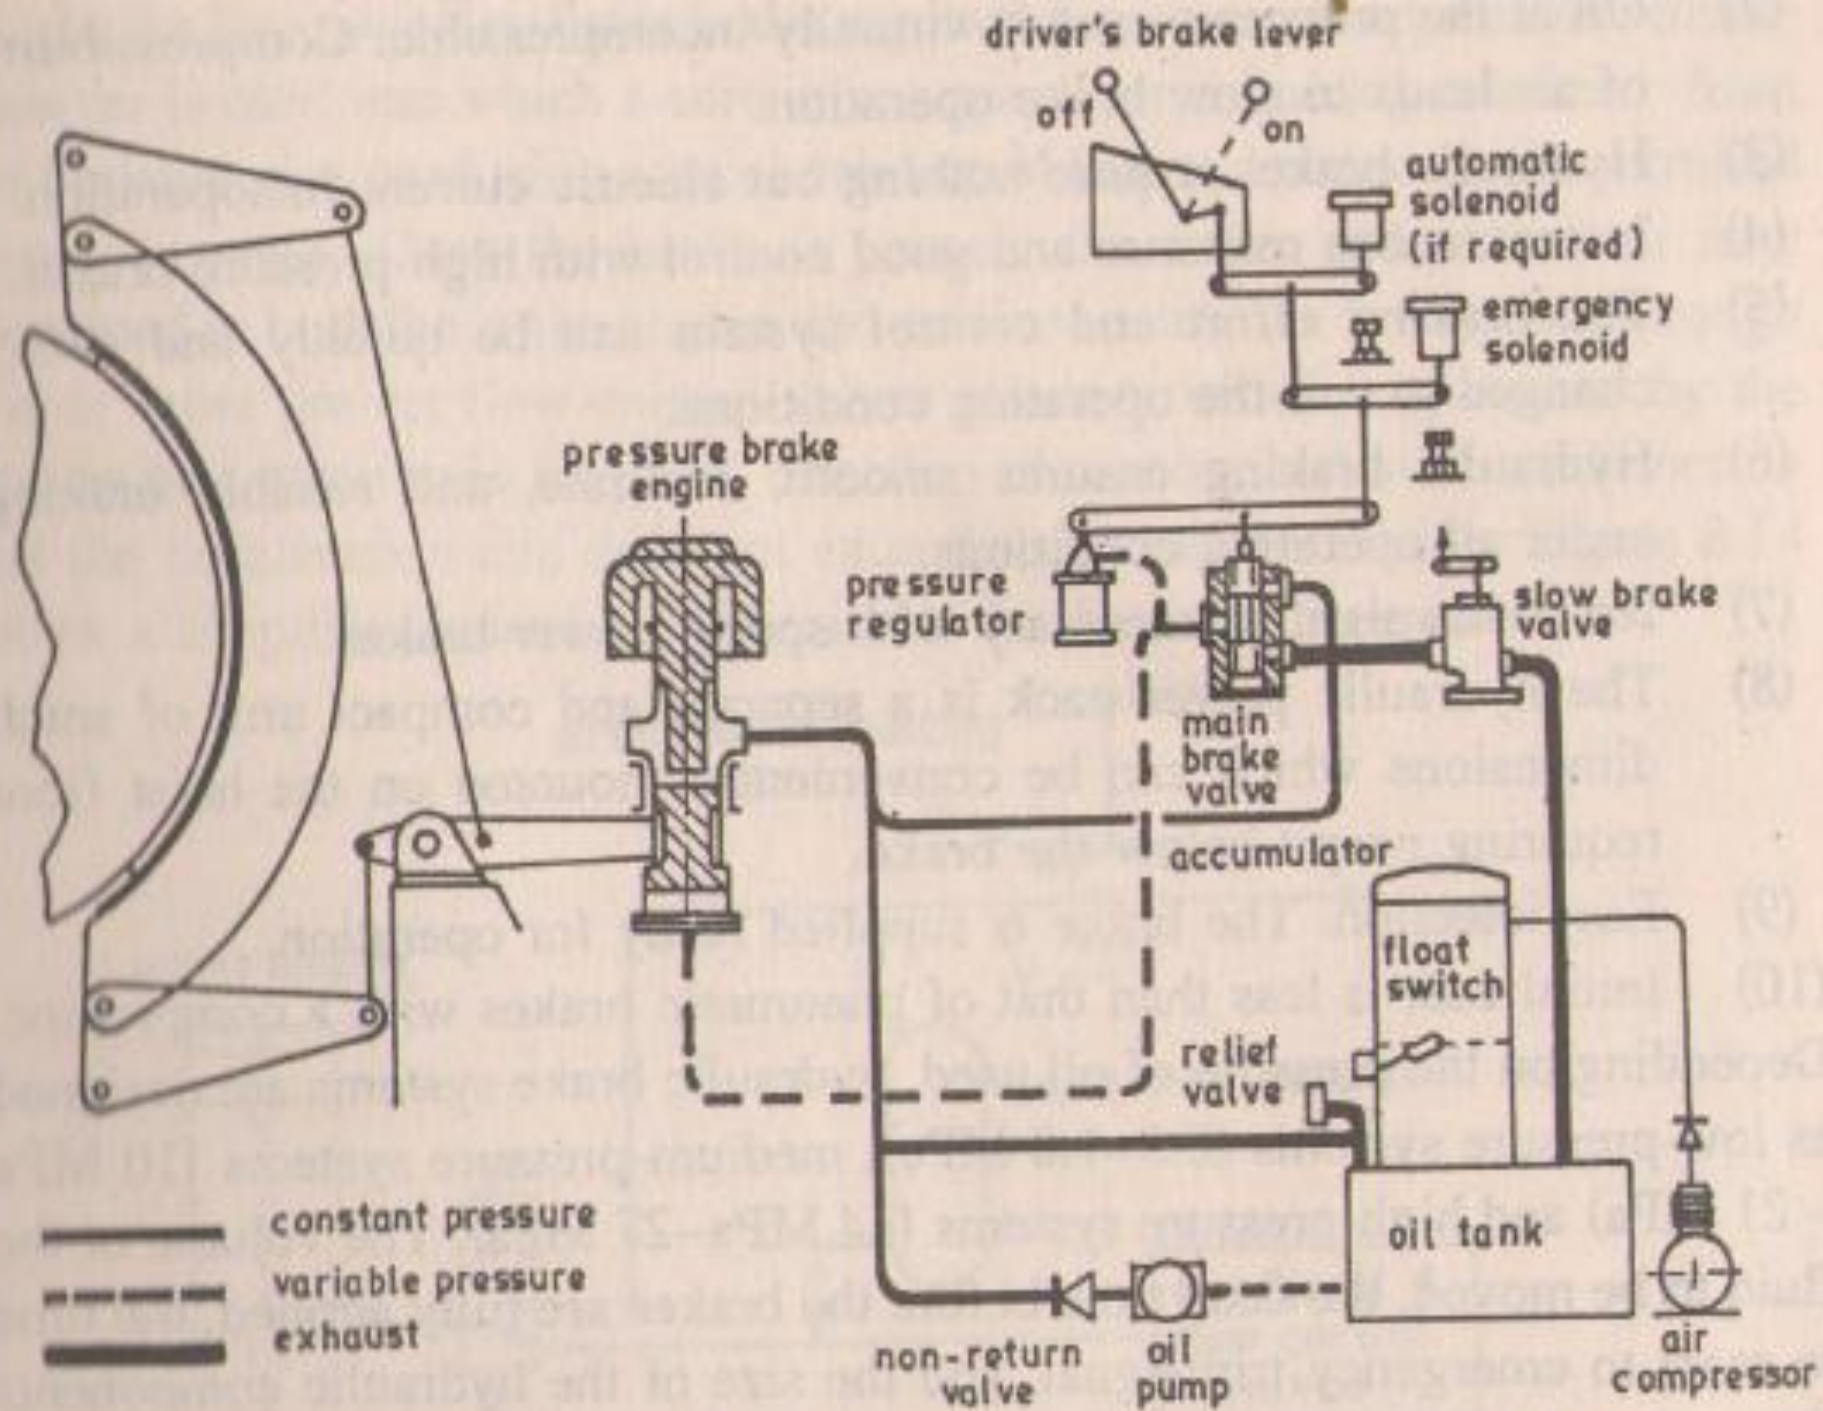 driver's brake lever
off
on
automatic
solenoid
(if required)
emergency
solenoid
pressure brake
engine
pressure
regulator
slow brake
valve
main
brake
valve
accumulator
float
switch
relief
valve
oil tank
constant pressure
variable pressure
exhaust
non-return
valve
oil
pump
air
compressor